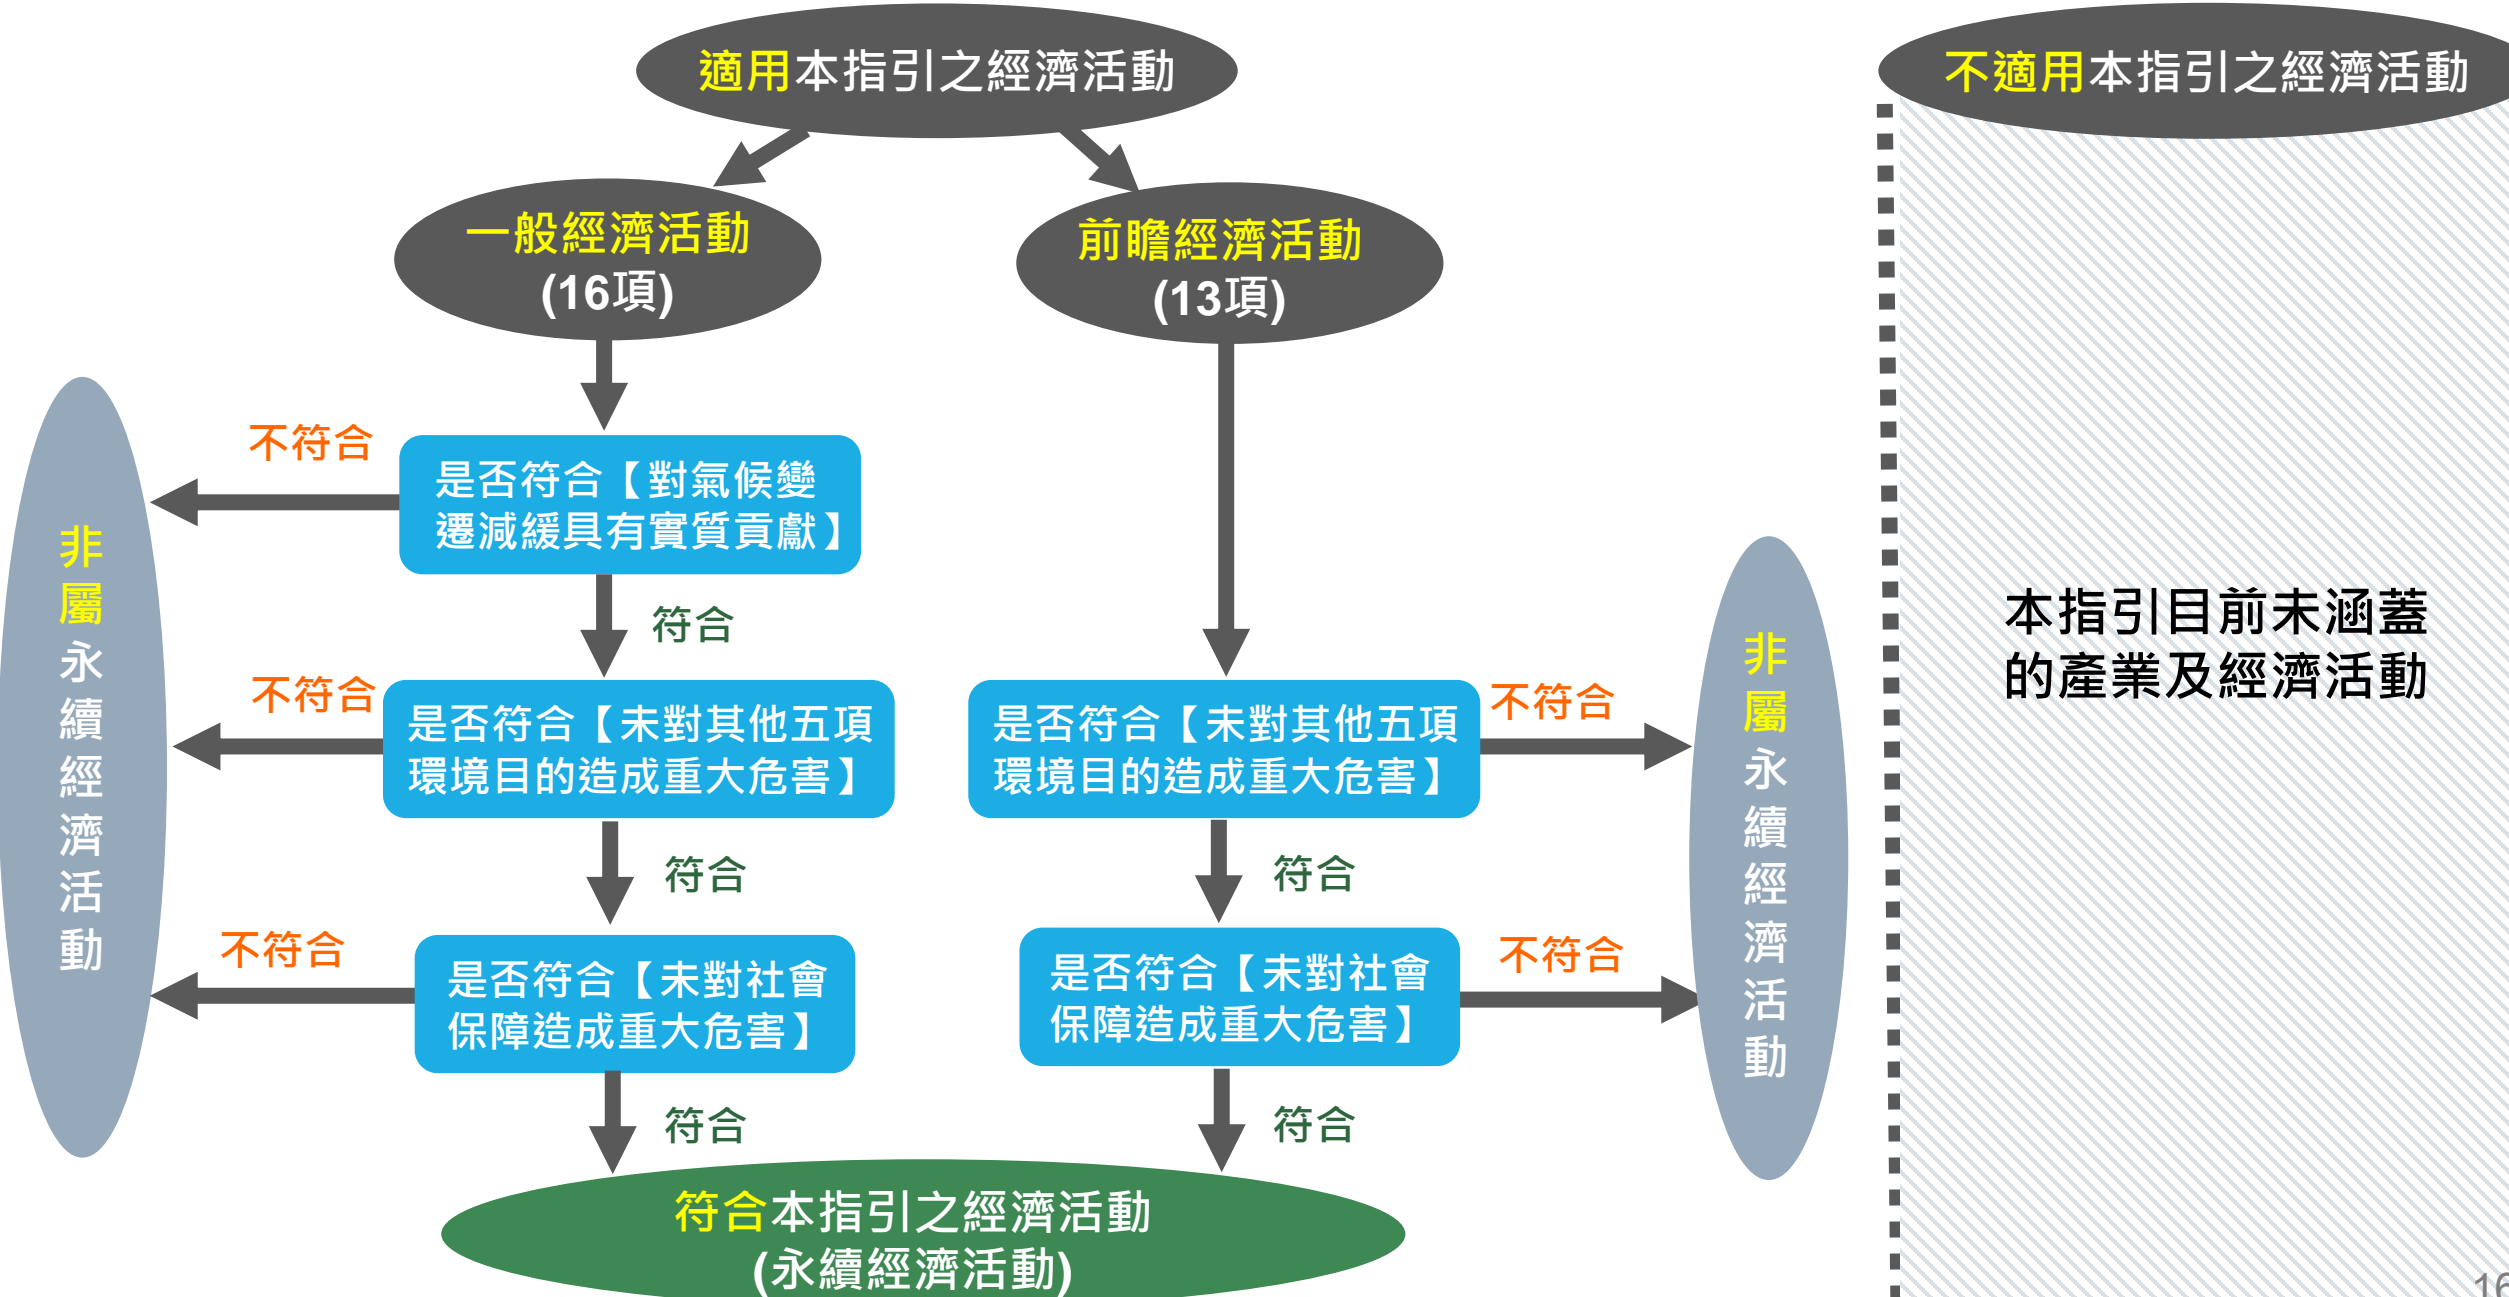 適用本指引之經濟活動
不適用本指引之經濟活動
一般經濟活動
(16項)
前瞻經濟活動
(13項)
不符合
是否符合【對氣候變
遷減緩具有實質貢獻】
符合
不符合
是否符合【未對其他五項
環境目的造成重大危害】
符合
不符合
是否符合【未對社會
保障造成重大危害】
符合
非屬永續經濟活動
是否符合【未對其他五項
環境目的造成重大危害】
不符合
符合
是否符合【未對社會
保障造成重大危害】
不符合
符合
非屬永續經濟活動
符合本指引之經濟活動
(永續經濟活動)
本指引目前未涵蓋
的產業及經濟活動
16